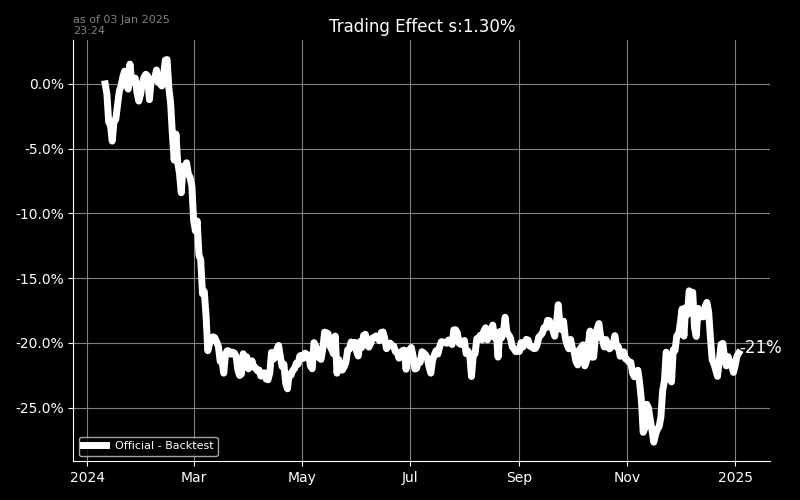 as of 03 Jan 2025
23:24
Trading Effect s:1.30%
0.0%
-5.0%
-10.0%
-15.0%
-20.0%
-25.0%
-21%
Official - Backtest
2024 Mar May Jul Sep Nov 2025